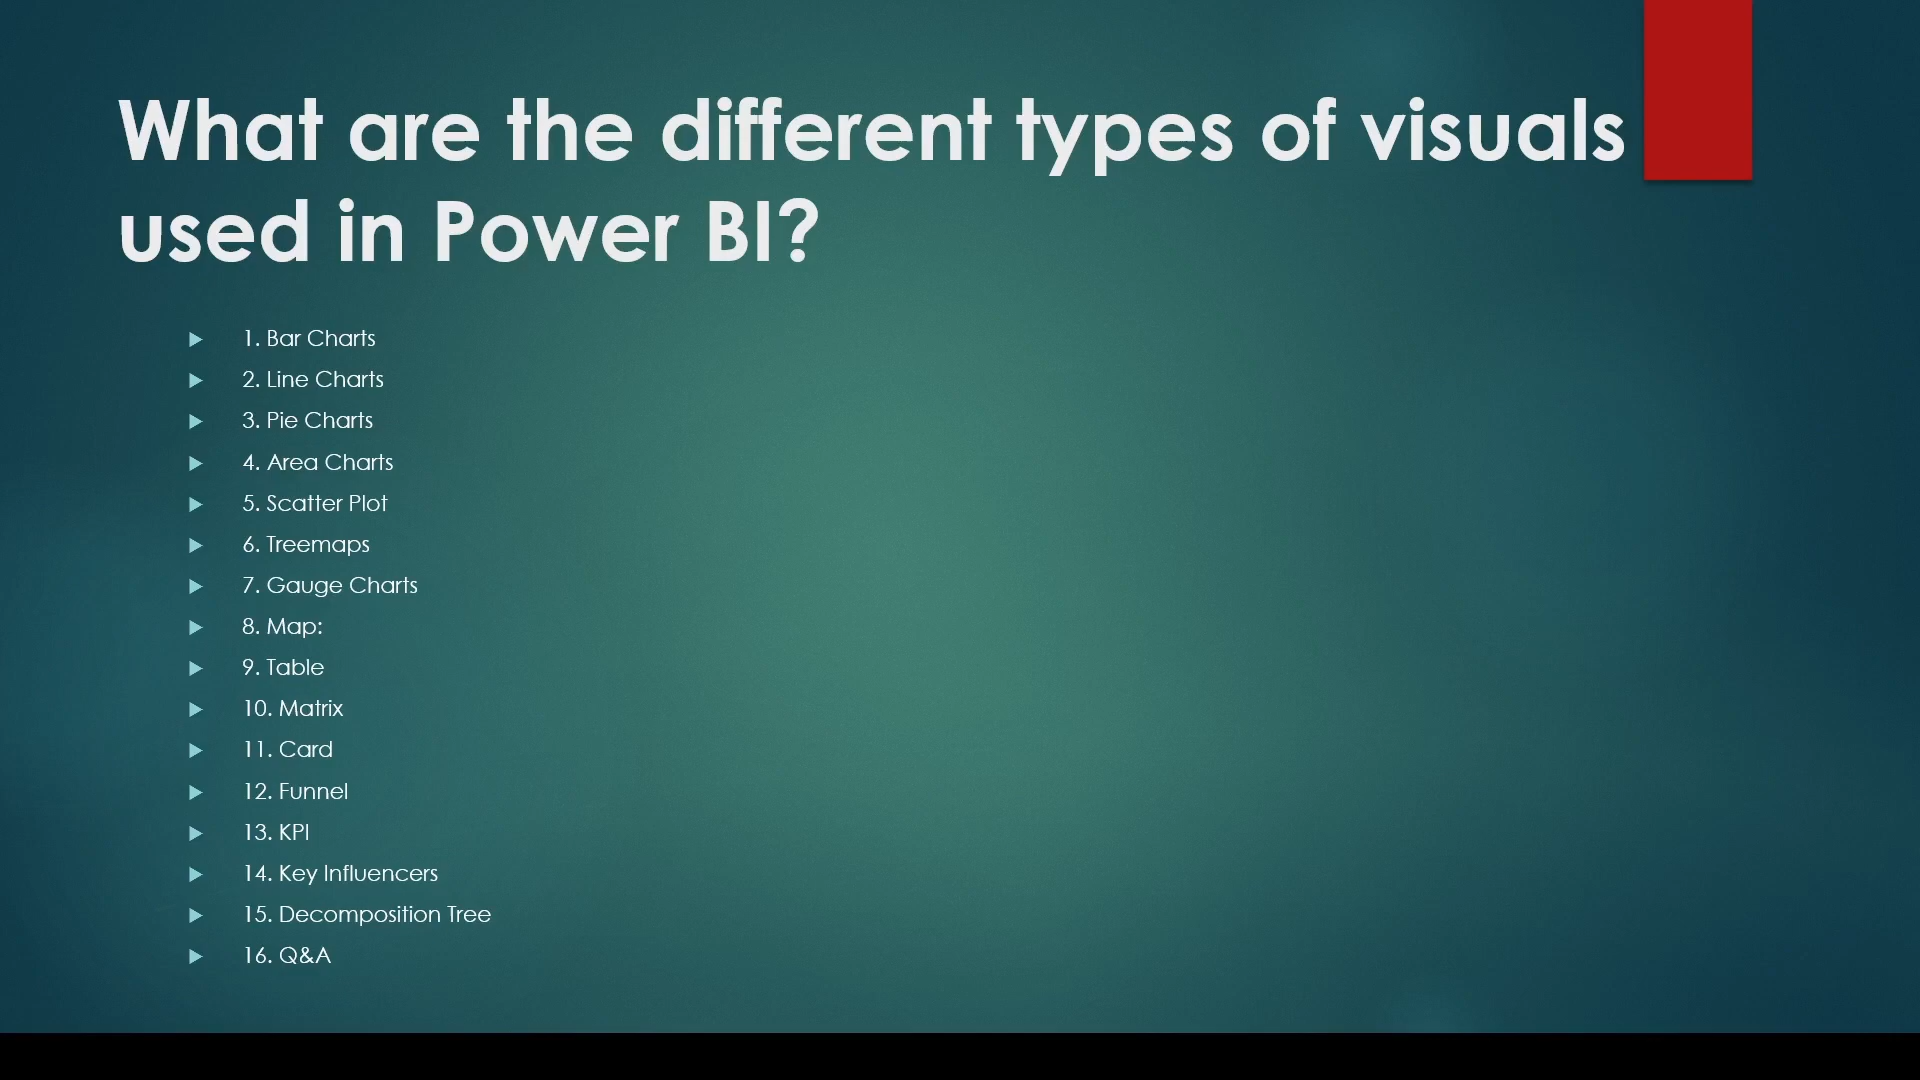 What are the different types of visuals
used in Power BI?
1. Bar Charts
2. Line Charts
3. Pie Charts
4. Area Charts
5. Scatter Plot
6. Treemaps
7. Gauge Charts
8. Map:
9. Table
10. Matrix
11. Card
12. Funnel
13. KPI
14. Key Influencers
15. Decomposition Tree
16. Q&A